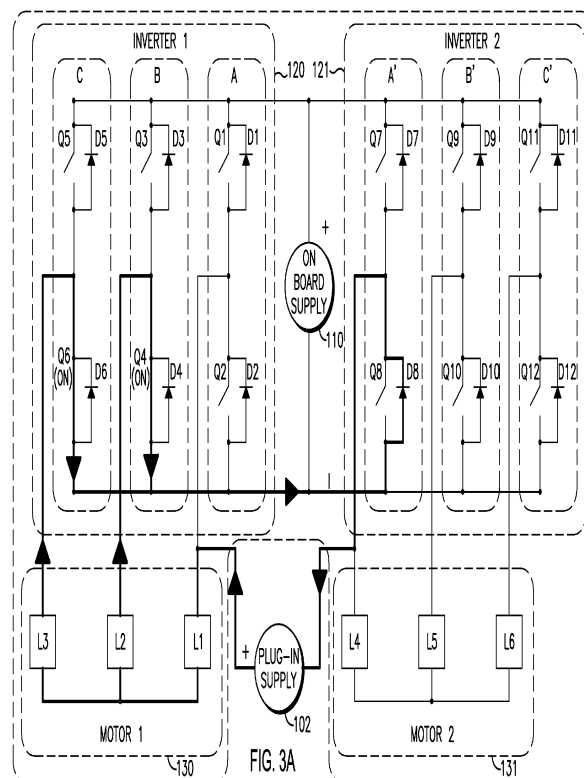 INVERTER 1
INVERTER 2
120 121
C B A A' B' C'
Q5 D5 Q3 D3 Q1 D1 Q7 D7 Q9 D9 Q11 D11
+
ON
BOARD
SUPPLY
110
Q6
(ON)
D6
Q4
(ON)
D4 Q2 D2 Q8 D8 Q10 D10 Q12 D12
L3 L2 L1 L4 L5 L6
+
PLUG-IN
SUPPLY
102
MOTOR 1
MOTOR 2
130
131
FIG. 3A